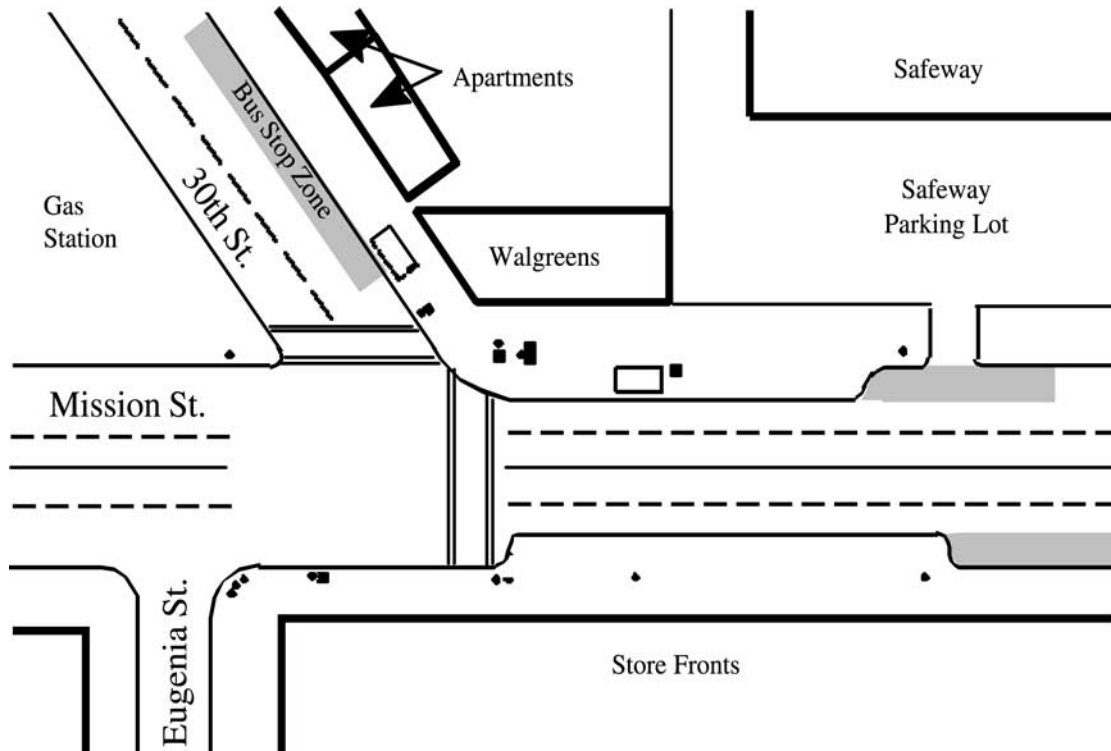 Apartments
Safeway
Bus Stop Zone
30th St.
Gas
Station
Safeway
Parking Lot
Walgreens
Mission St.
Eugenia St.
Store Fronts